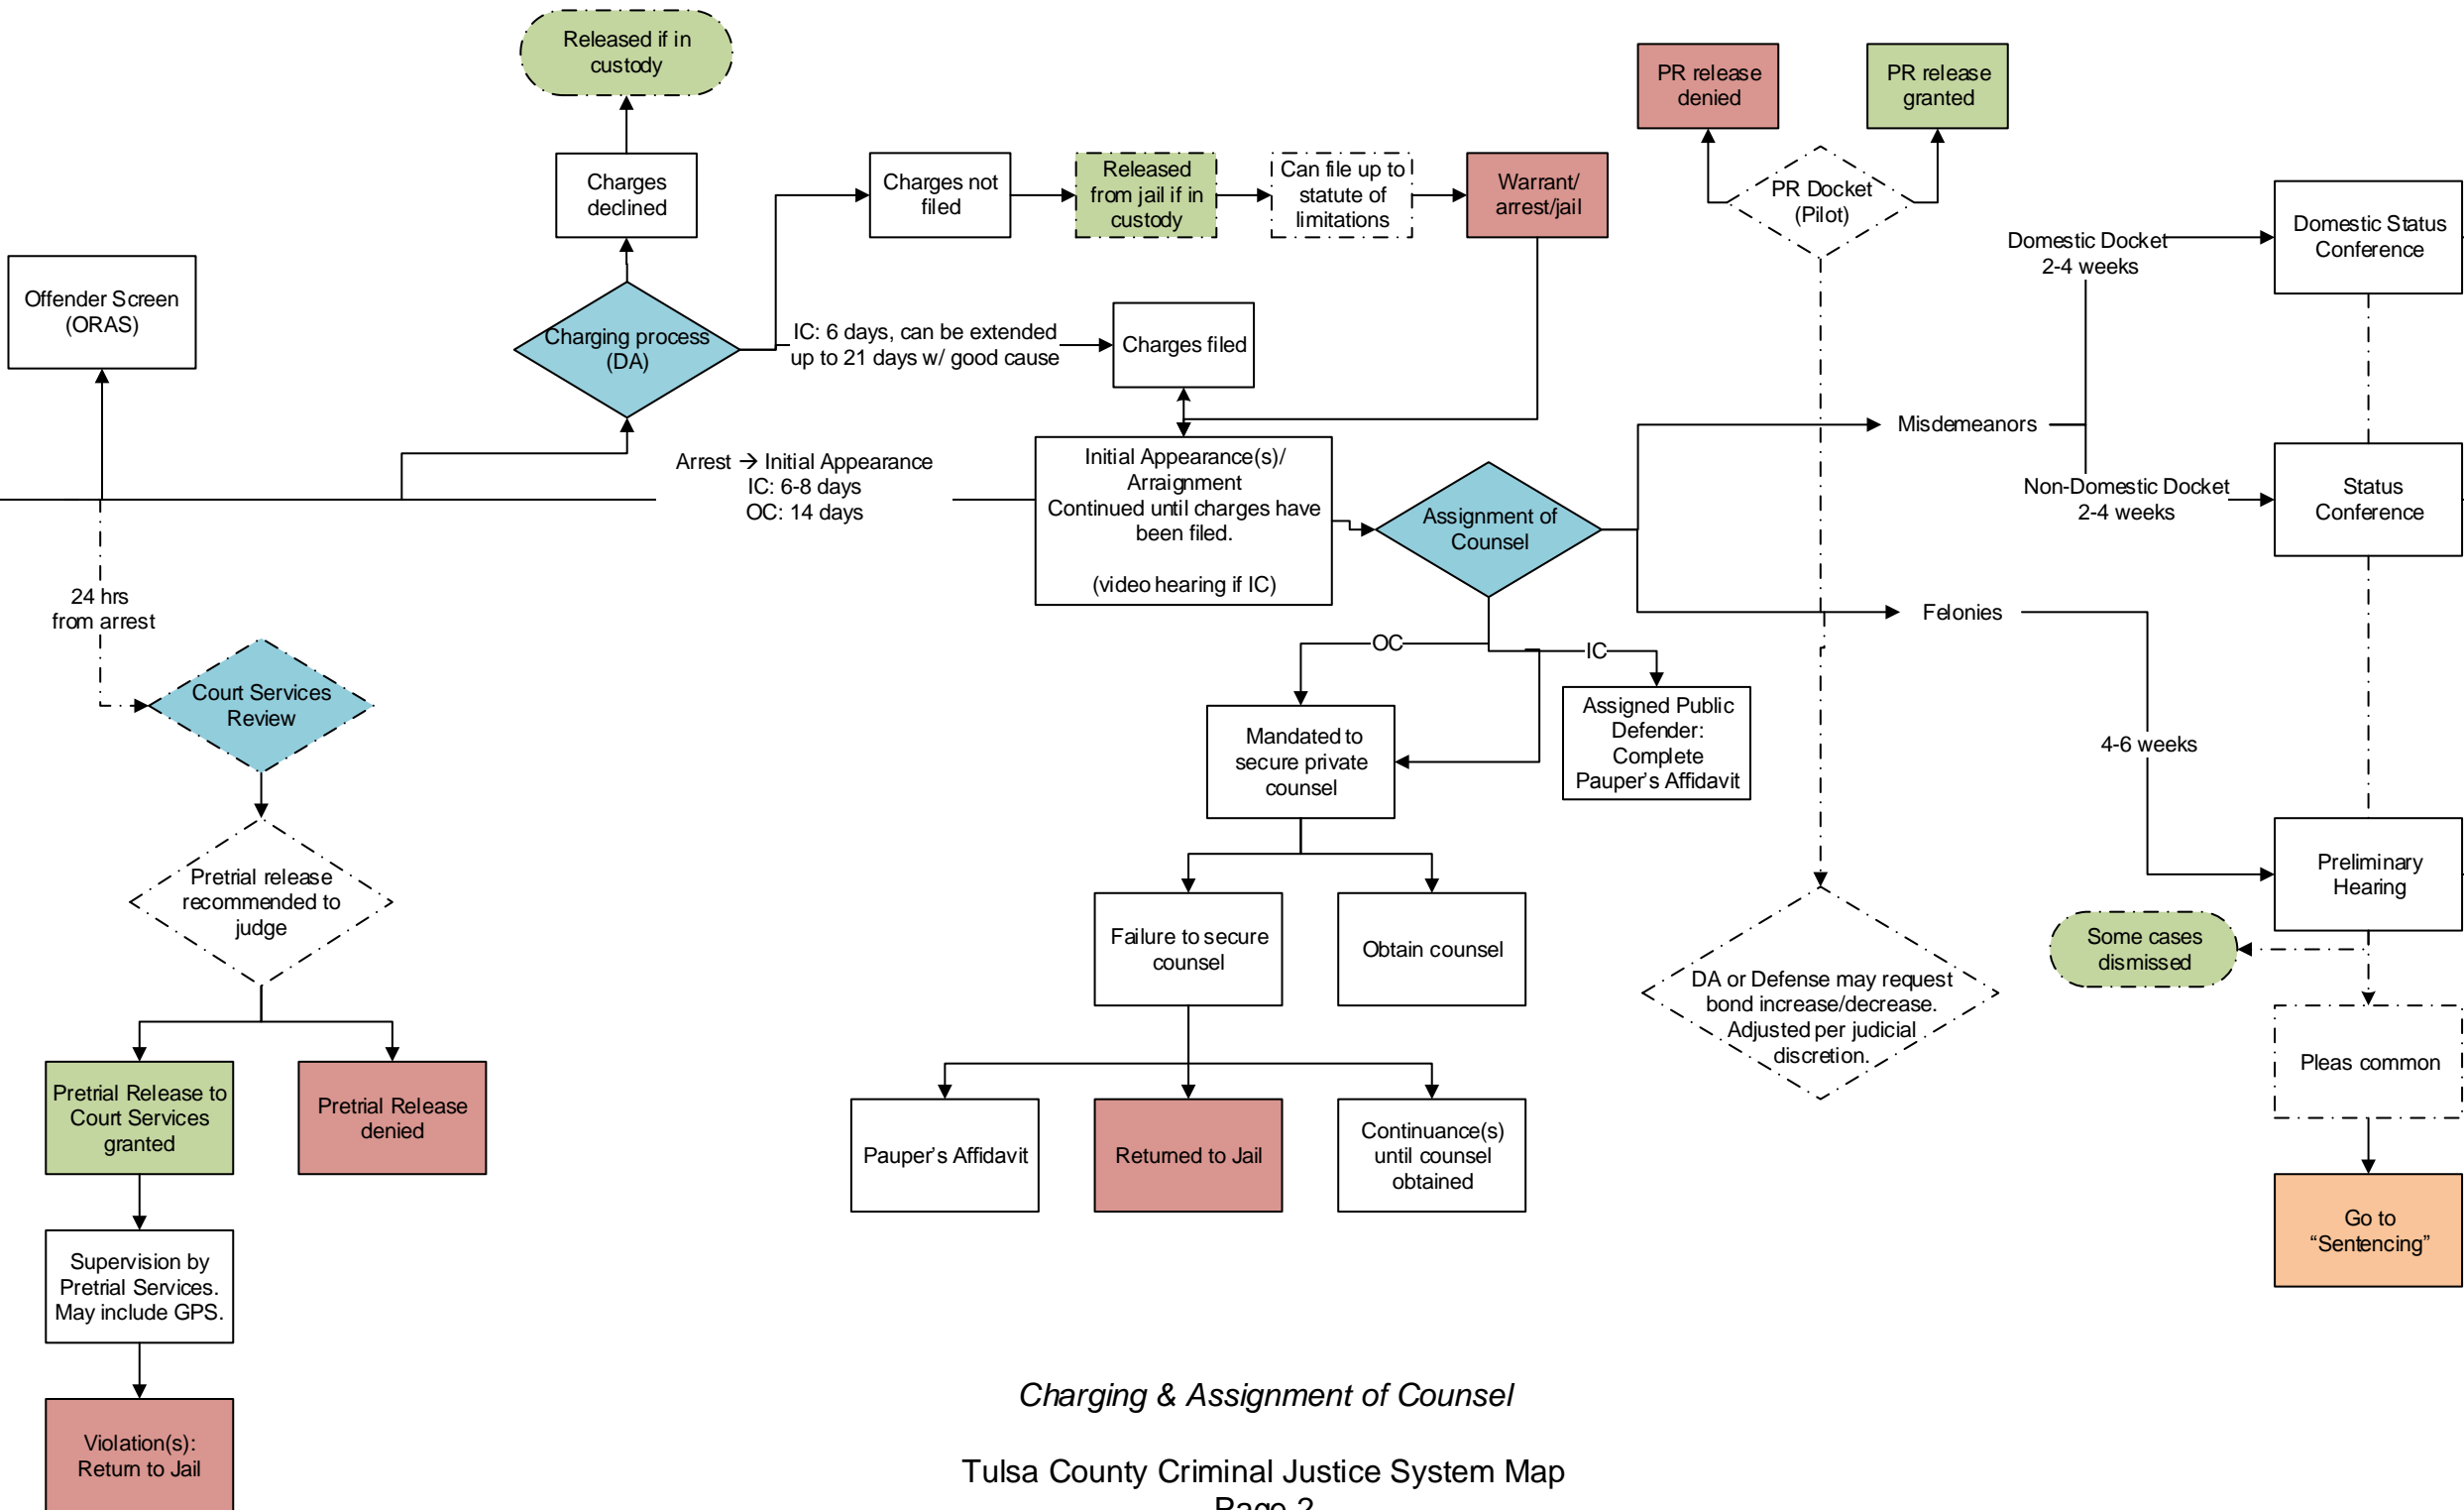 Released if in
custody
PR release
denied
PR release
granted
Charges
declined
Charges not
filed
Released
from jail if in
custody
Can file up to
statute of
limitations
Warrant/
arrest/jail
PR Docket
(Pilot)
Domestic Docket
2-4 weeks
Domestic Status
Conference
Offender Screen
(ORAS)
Charging process
(DA)
IC: 6 days, can be extended
up to 21 days w/ good cause
Charges filed
Misdemeanors
Arrest → Initial Appearance
IC: 6-8 days
OC: 14 days
Initial Appearance(s)/
Arraignment
Continued until charges have
been filed.
(video hearing if IC)
Assignment of
Counsel
Non-Domestic Docket
2-4 weeks
Status
Conference
24 hrs
from arrest
Felonies
OC
IC
Court Services
Review
Mandated to
secure private
counsel
Assigned Public
Defender:
Complete
Pauper's Affidavit
4-6 weeks
Pretrial release
recommended to
judge
Failure to secure
counsel
Obtain counsel
Preliminary
Hearing
Some cases
dismissed
DA or Defense may request
bond increase/decrease.
Adjusted per judicial
discretion.
Pleas common
Pretrial Release to
Court Services
granted
Pretrial Release
denied
Pauper's Affidavit
Returned to Jail
Continuance(s)
until counsel
obtained
Go to
“Sentencing”
Supervision by
Pretrial Services.
May include GPS.
Violation(s):
Return to Jail
Charging & Assignment of Counsel
Tulsa County Criminal Justice System Map
Page 2